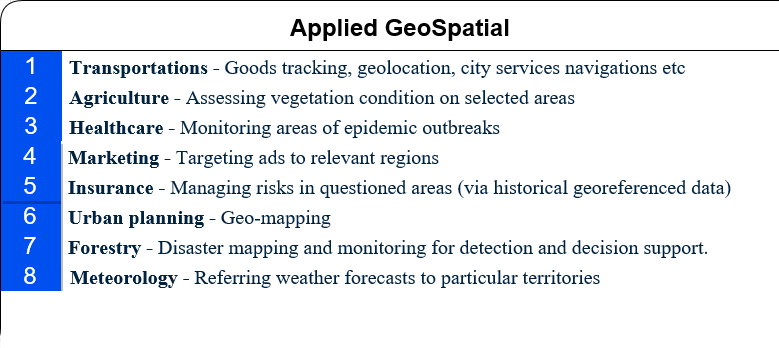 Applied GeoSpatial
1 Transportations - Goods tracking, geolocation, city services navigations etc
2 Agriculture - Assessing vegetation condition on selected areas
3 Healthcare - Monitoring areas of epidemic outbreaks
4 Marketing - Targeting ads to relevant regions
5 Insurance - Managing risks in questioned areas (via historical georeferenced data)
6 Urban planning - Geo-mapping
7 Forestry - Disaster mapping and monitoring for detection and decision support.
8 Meteorology - Referring weather forecasts to particular territories